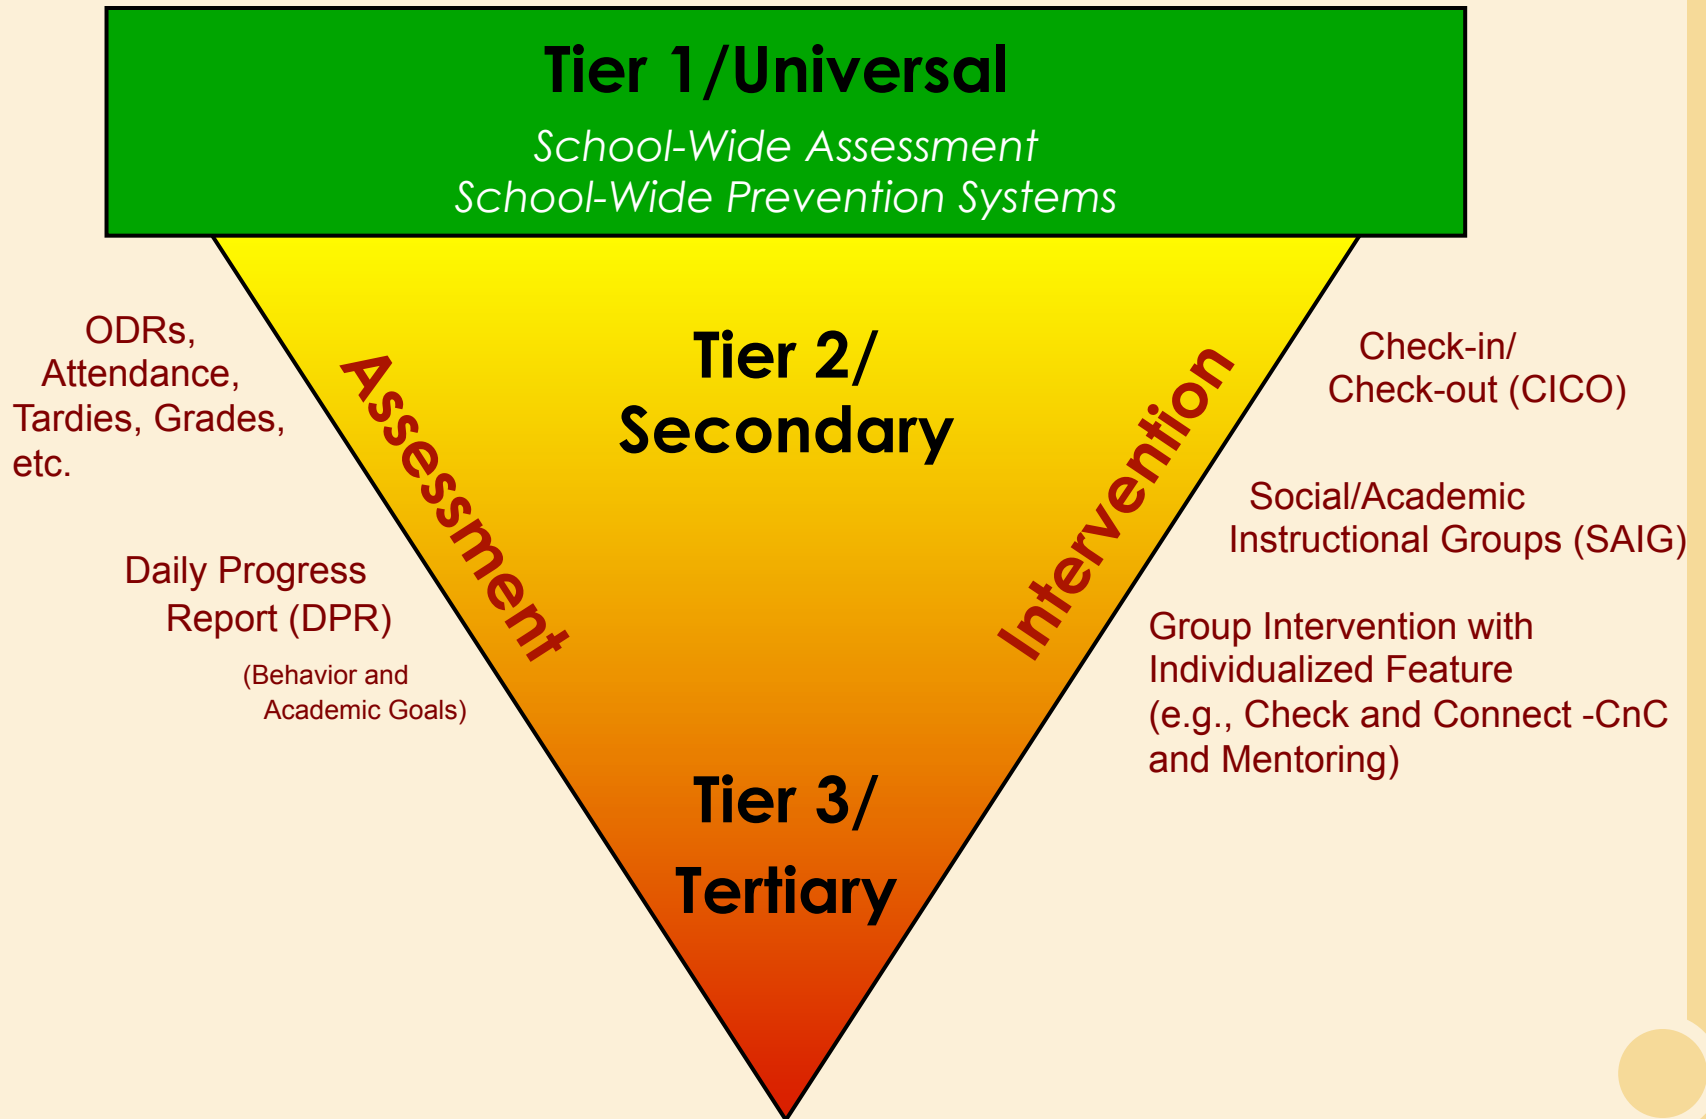 Tier 1/Universal
School-Wide Assessment
School-Wide Prevention Systems
ODRs,
Attendance,
Tardies, Grades,
etc.
Daily Progress
Report (DPR)
(Behavior and
Academic Goals)
Assessment
Tier 2/
Secondary
Tier 3/
Tertiary
Intervention
Check-in/
Check-out (CICO)
Social/Academic
Instructional Groups (SAIG)
Group Intervention with
Individualized Feature
(e.g., Check and Connect -CnC
and Mentoring)